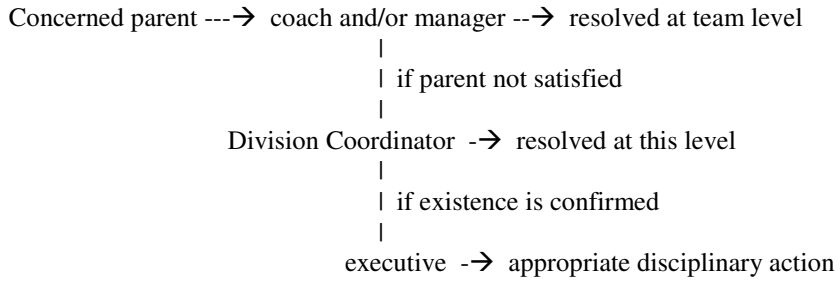 Concerned parent ---→ coach and/or manager --→ resolved at team level
|
| if parent not satisfied
|
Division Coordinator -→ resolved at this level
|
| if existence is confirmed
|
executive -→ appropriate disciplinary action